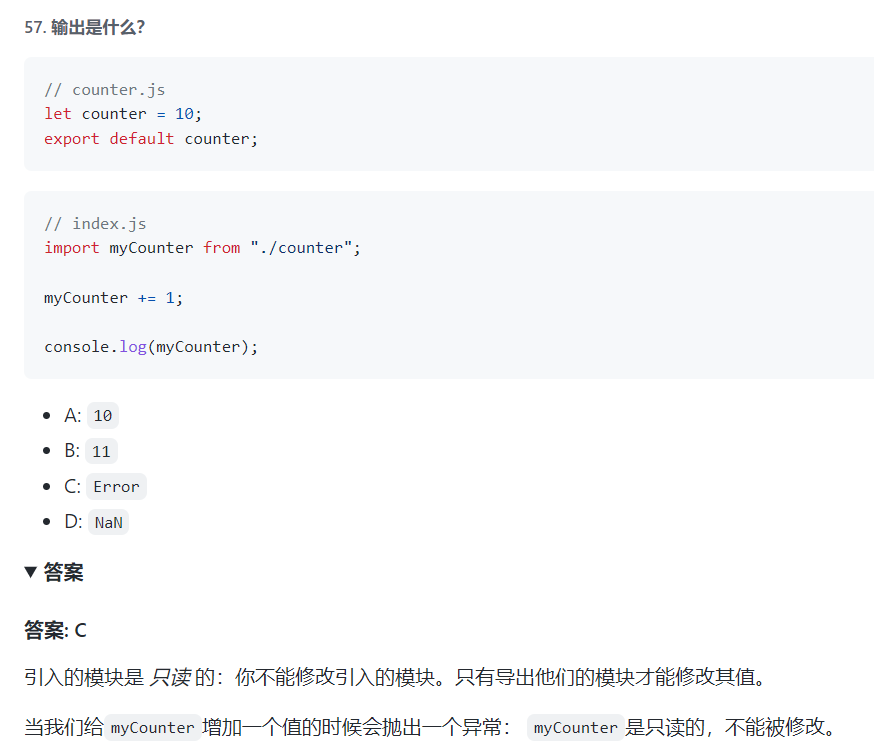 57. 输出是什么?
// counter.js
let counter = 10;
export default counter;
// index.js
import myCounter from "./counter";
myCounter += 1;
console.log(myCounter);
A: 10
B: 11
C: Error
D: NaN
▼ 答案
答案: C
引入的模块是 只读 的：你不能修改引入的模块。只有导出他们的模块才能修改其值。
当我们给 myCounter 增加一个值的时候会抛出一个异常： myCounter 是只读的，不能被修改。